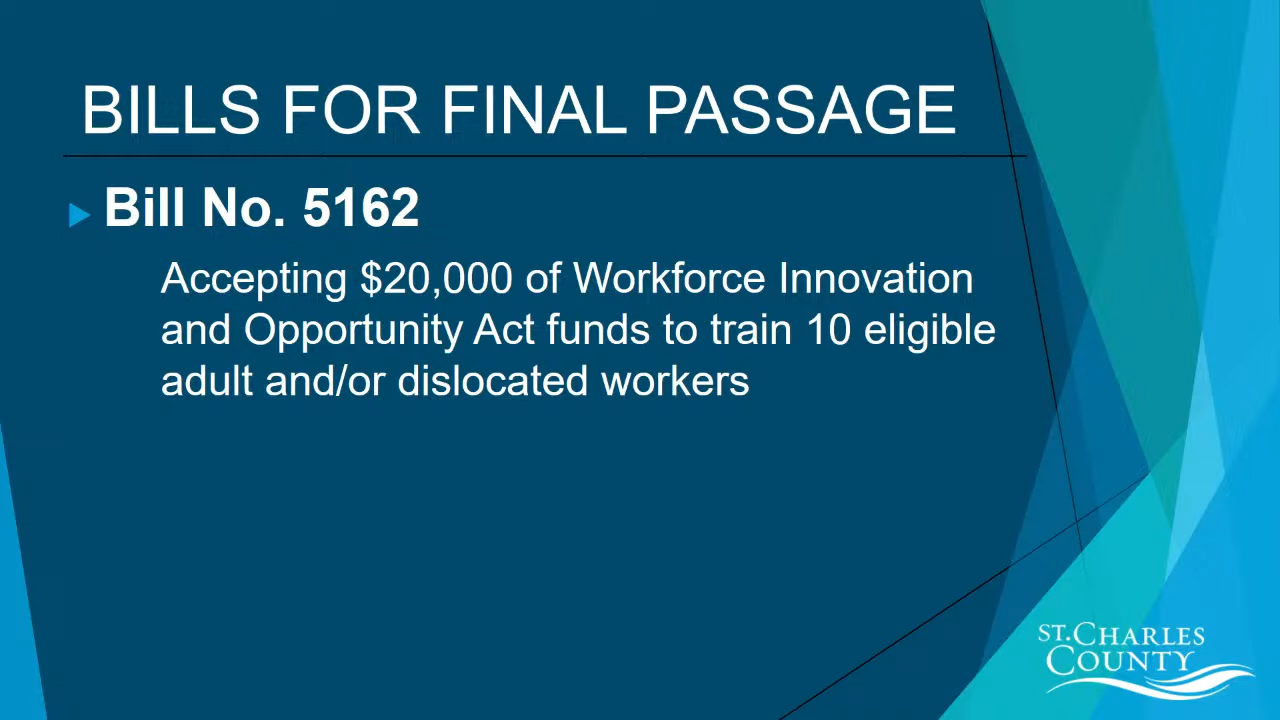 BILLS FOR FINAL PASSAGE
Bill No. 5162
Accepting $20,000 of Workforce Innovation
and Opportunity Act funds to train 10 eligible
adult and/or dislocated workers
ST. CHARLES
COUNTY